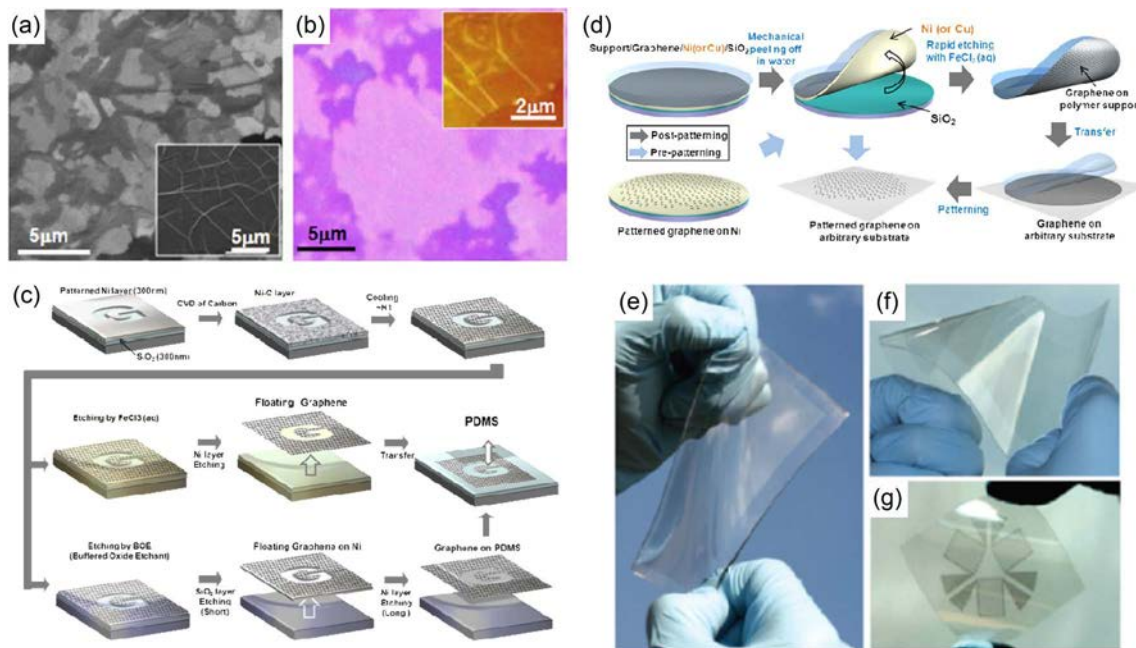 (a)
5µm
5µm
(b)
2µm
5µm
(c)
Patterned Ni layer (300nm)
CVD of Carbon
Ni-C layer
Cooling
~RT
SiO₂ (300nm)
Etching by FeCl3 (aq)
Ni layer
Etching
Floating Graphene
Transfer
PDMS
Etching by BOE
(Buffered Oxide Etchant)
SiO₂ layer
Etching
(Short)
Floating Graphene on Ni
Ni layer
Etching
(Long)
Graphene on PDMS
(d)
Support/Graphene/Ni(or Cu)/SiO₂
Mechanical
peeling off
in water
Ni (or Cu)
SiO₂
Rapid etching
with FeCl₃ (aq)
Graphene on
polymer support
Post-patterning
Pre-patterning
Transfer
Patterned graphene on Ni
Patterned graphene on
arbitrary substrate
Patterning
Graphene on
arbitrary substrate
(e)
(f)
(g)